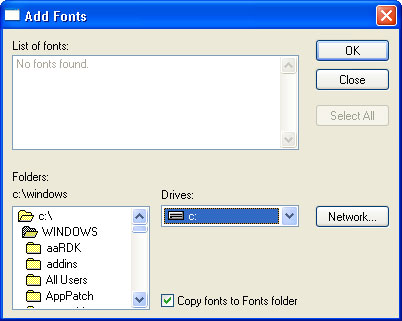 Add Fonts
List of fonts:
No fonts found.
OK
Close
Select All
Folders:
c:\windows
c:\
WINDOWS
aaRDK
addins
All Users
AppPatch
Drives:
c:
Network...
Copy fonts to Fonts folder